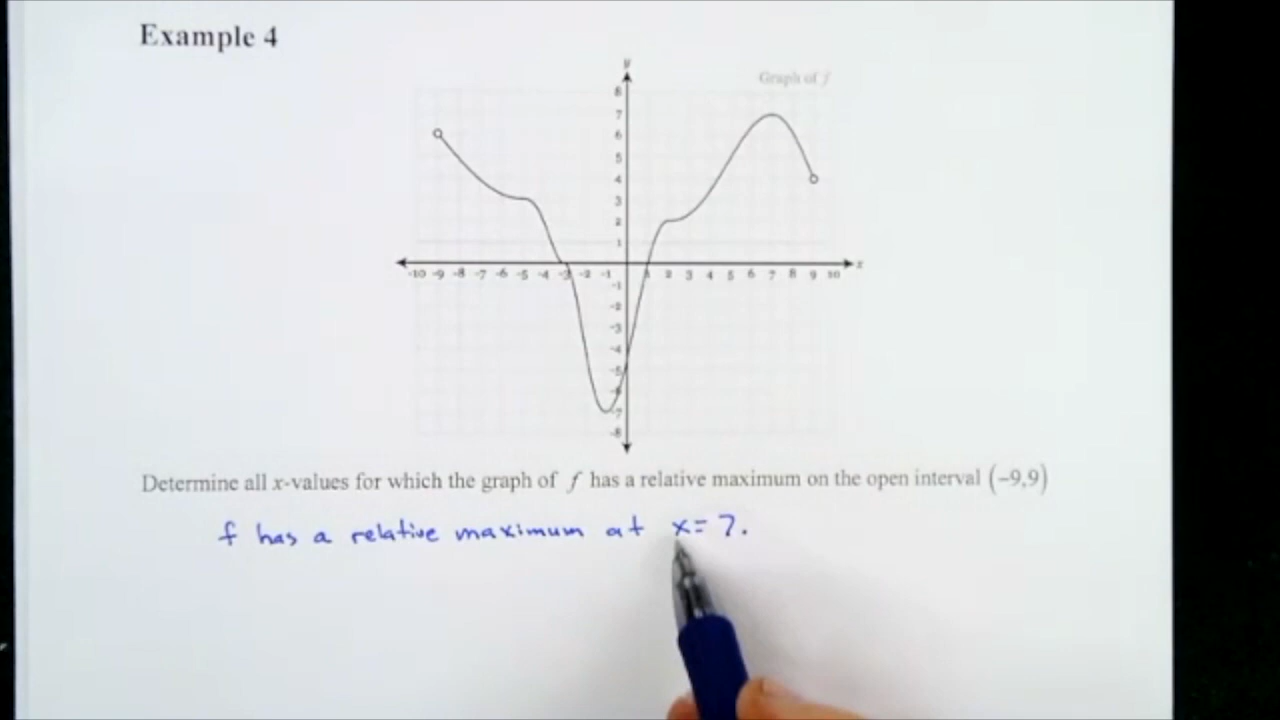 Example 4
y
Graph of f
8
7
6
5
4
3
2
1
-10 -9 -8 -7 -6 -5 -4 -3 -2 -1 1 2 3 4 5 6 7 8 9 10 x
-1
-2
-3
-4
-5
-6
-7
-8
Determine all x-values for which the graph of f has a relative maximum on the open interval (−9,9)
f has a relative maximum at x = 7.